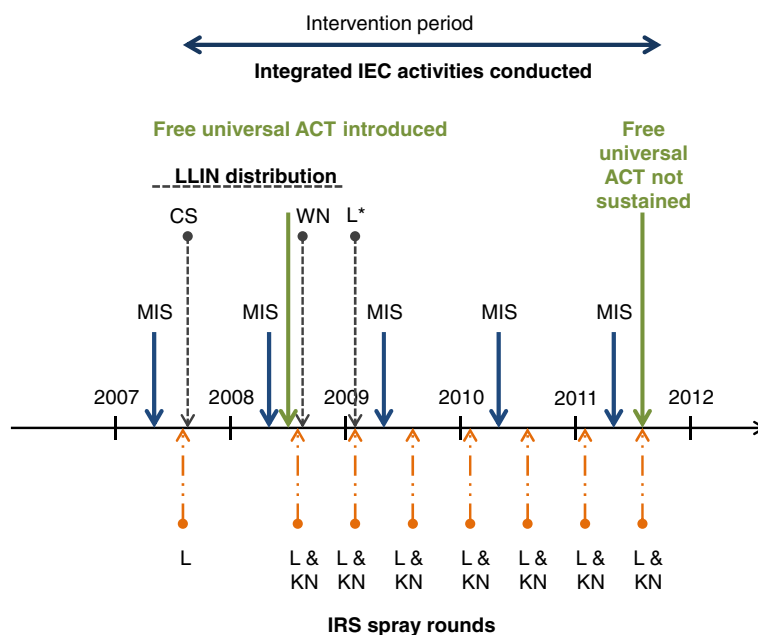 Intervention period
Integrated IEC activities conducted
Free universal ACT introduced
Free
universal
ACT not
sustained
LLIN distribution
CS
WN
L*
MIS
MIS
MIS
MIS
MIS
2007
2008
2009
2010
2011
2012
L
L &
KN
L &
KN
L &
KN
L &
KN
L &
KN
L &
KN
L &
KN
IRS spray rounds